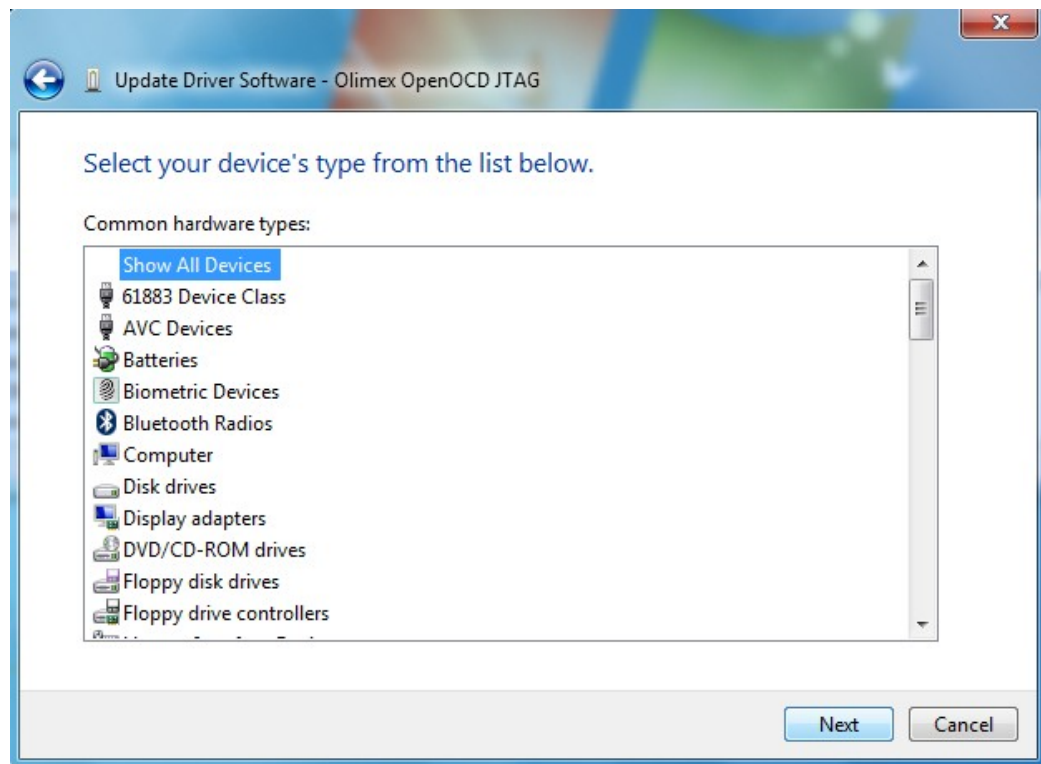 Update Driver Software - Olimex OpenOCD JTAG
Select your device's type from the list below.
Common hardware types:
Show All Devices
61883 Device Class
AVC Devices
Batteries
Biometric Devices
Bluetooth Radios
Computer
Disk drives
Display adapters
DVD/CD-ROM drives
Floppy disk drives
Floppy drive controllers
Next Cancel